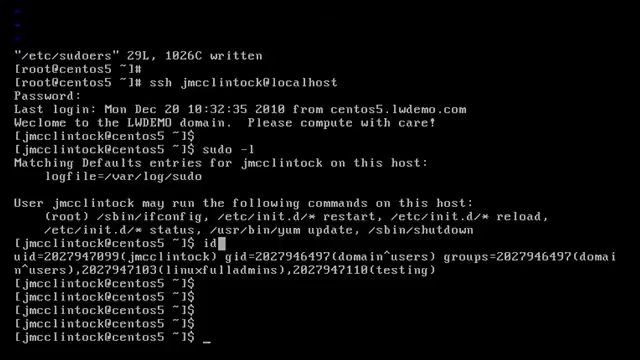 "/etc/sudoers" 29L, 1026C written
[root@centos5 ]#
[root@centos5 ]# ssh jmcclintock@localhost
Password:
Last login: Mon Dec 20 10:32:35 2010 from centos5.lwdemo.com
Weclome to the LWDEMO domain.  Please compute with care!
[jmcclintock@centos5 ~]$
[jmcclintock@centos5 ~]$ sudo -l
Matching Defaults entries for jmcclintock on this host:
    logfile=/var/log/sudo

User jmcclintock may run the following commands on this host:
    (root) /sbin/ifconfig, /etc/init.d/* restart, /etc/init.d/* reload,
    /etc/init.d/* status, /usr/bin/yum update, /sbin/shutdown
[jmcclintock@centos5 ~]$ id
uid=2027947099(jmcclintock) gid=2027946497(domain^users) groups=2027946497(domai
n^users),2027947103(linuxfulladmins),2027947110(testing)
[jmcclintock@centos5 ~]$
[jmcclintock@centos5 ~]$
[jmcclintock@centos5 ~]$
[jmcclintock@centos5 ~]$
[jmcclintock@centos5 ~]$ _